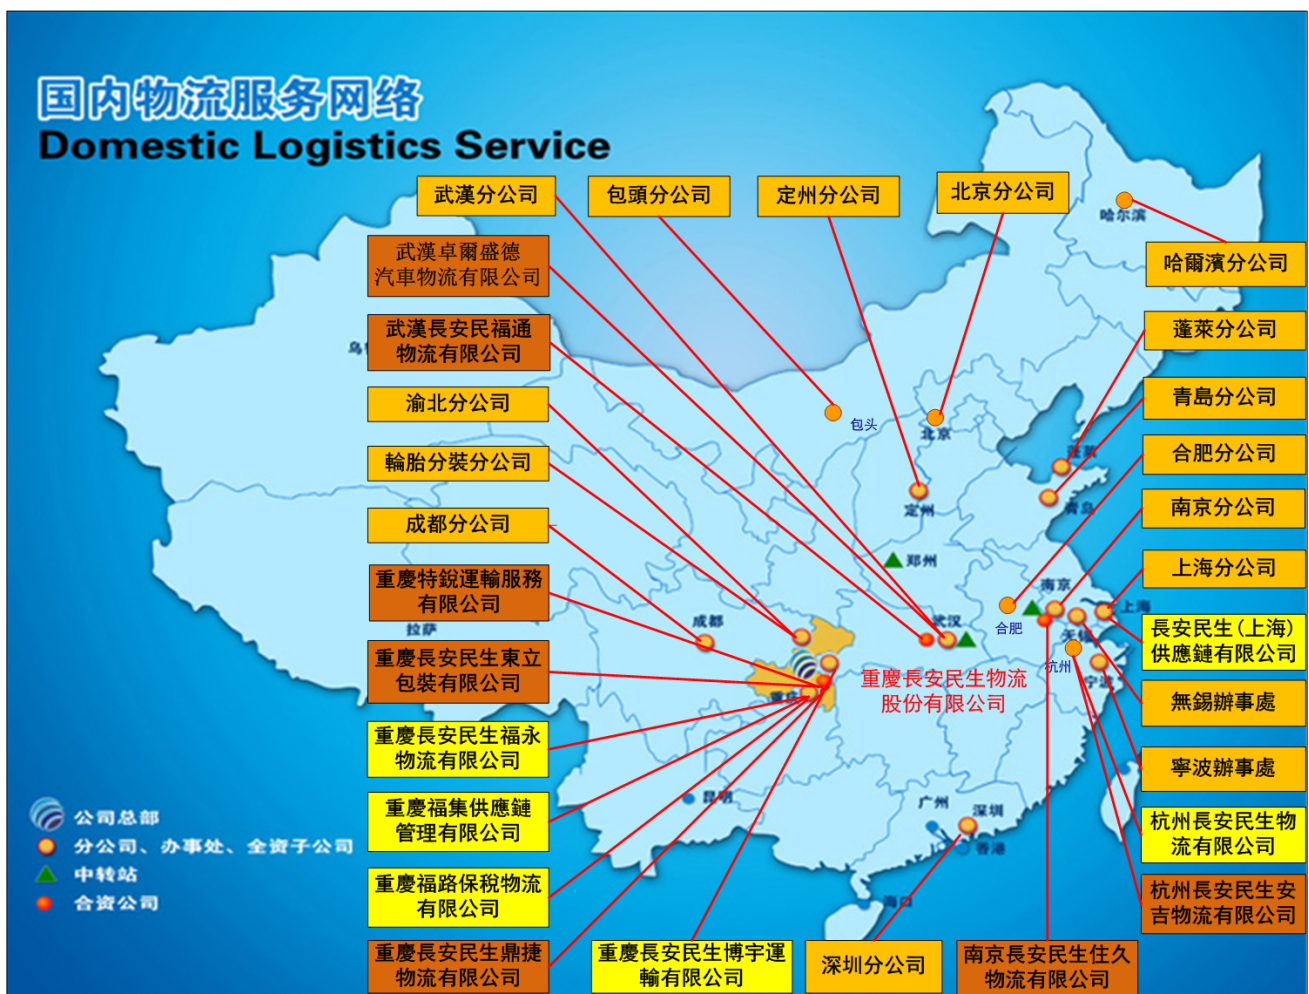 国内物流服务网络
Domestic Logistics Service
武漢分公司
包頭分公司
定州分公司
北京分公司
哈尔滨
哈爾濱分公司
武漢卓爾盛德
汽車物流有限公司
武漢長安民福通
物流有限公司
蓬萊分公司
渝北分公司
青島分公司
包头
北京
蓬莱
合肥分公司
輪胎分裝分公司
定州
青岛
南京分公司
成都分公司
郑州
上海分公司
重慶特銳運輸服務
有限公司
南京
上海
拉萨
成都
武汉
合肥
无锡
長安民生(上海)
供應鏈有限公司
重慶長安民生東立
包裝有限公司
重庆
重慶長安民生物流
股份有限公司
杭州
宁波
無錫辦事處
重慶長安民生福永
物流有限公司
寧波辦事處
昆明
广州
深圳
香港
海口
重慶福集供應鏈
管理有限公司
杭州長安民生物
流有限公司
公司总部
分公司、办事处、全资子公司
中转站
合资公司
重慶福路保稅物流
有限公司
杭州長安民生安
吉物流有限公司
重慶長安民生鼎捷
物流有限公司
重慶長安民生博宇運
輸有限公司
深圳分公司
南京長安民生住久
物流有限公司